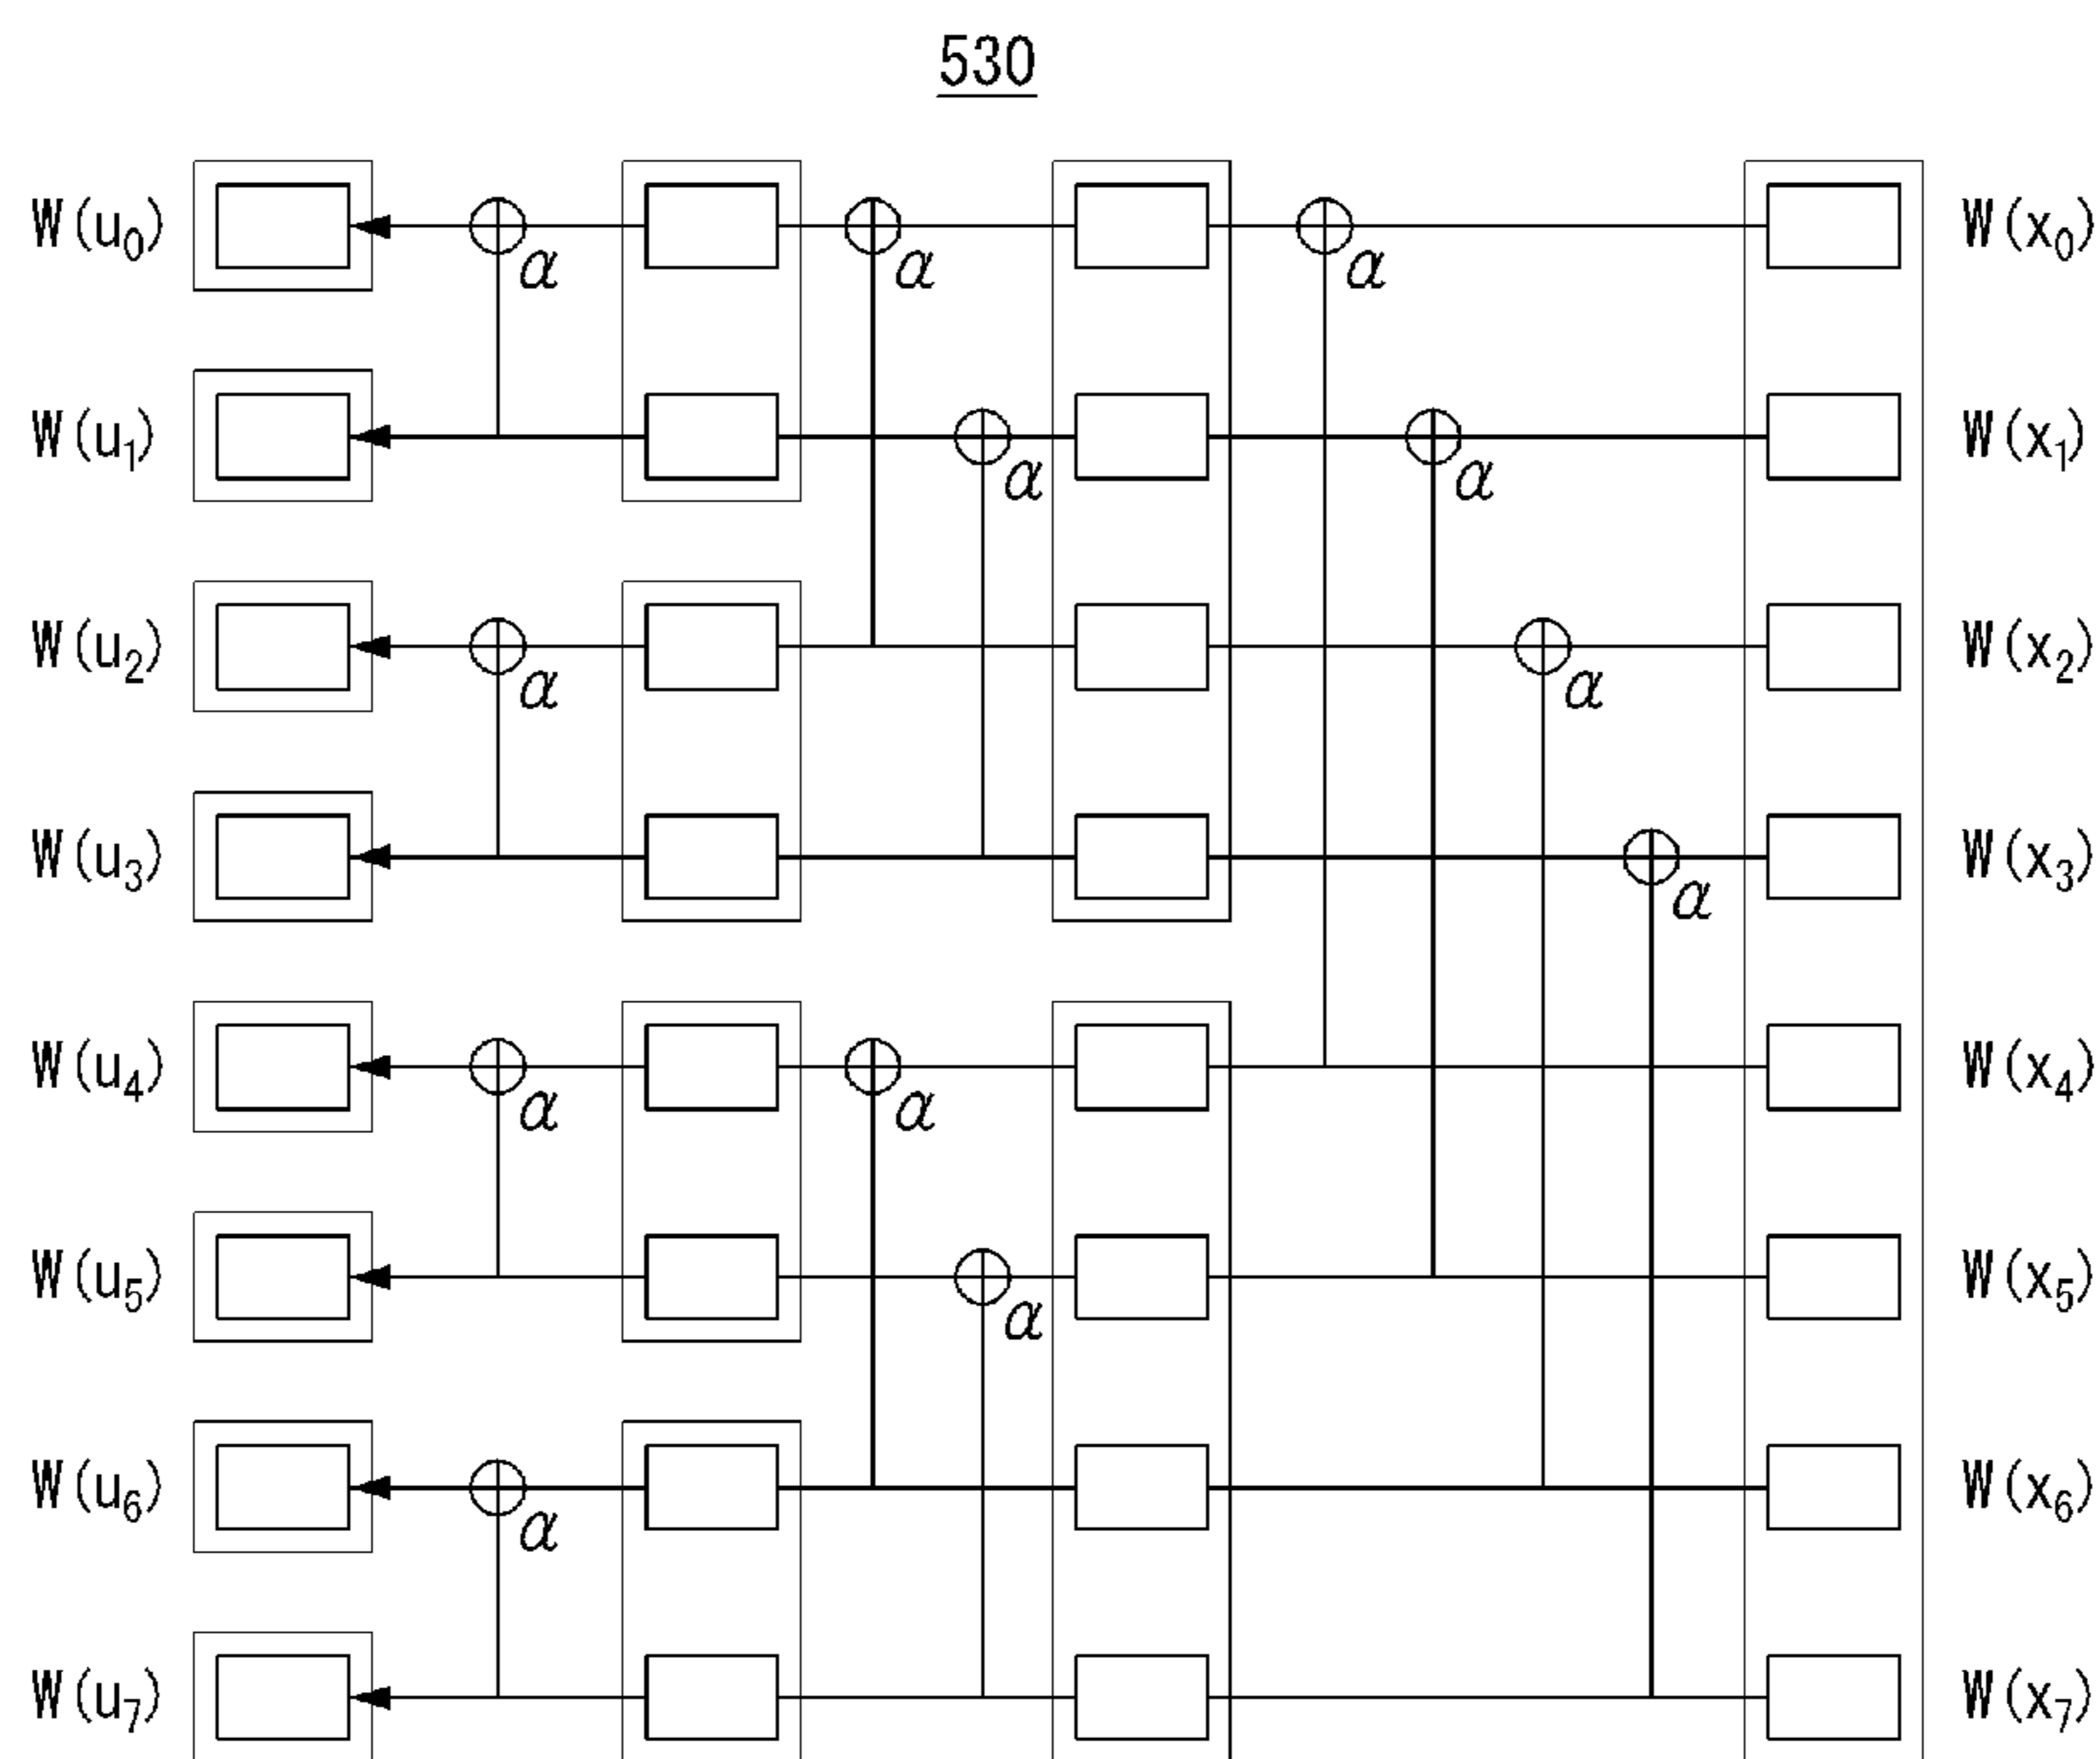 530
W(u₀) α α α W(x₀)
W(u₁) α α W(x₁)
W(u₂) α α W(x₂)
W(u₃) α W(x₃)
W(u₄) α α W(x₄)
W(u₅) α W(x₅)
W(u₆) α W(x₆)
W(u₇) W(x₇)